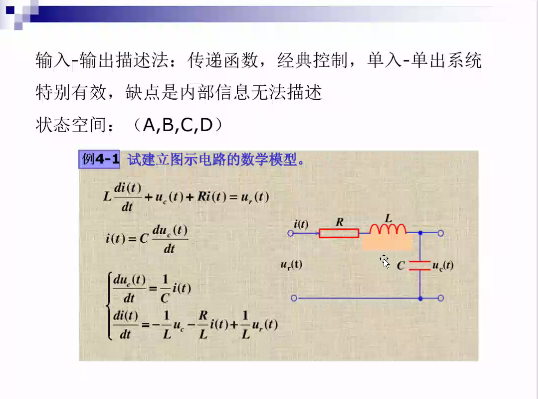 输入-输出描述法：传递函数，经典控制，单入-单出系统
特别有效，缺点是内部信息无法描述
状态空间：（A,B,C,D）
例4-1 试建立图示电路的数学模型。
L di(t)/dt + u_c(t) + Ri(t) = u_r(t)
i(t) = C du_c(t)/dt
du_c(t)/dt = 1/C i(t)
di(t)/dt = - 1/L u_c - R/L i(t) + 1/L u_r(t)
i(t) R L
u_r(t) C u_c(t)